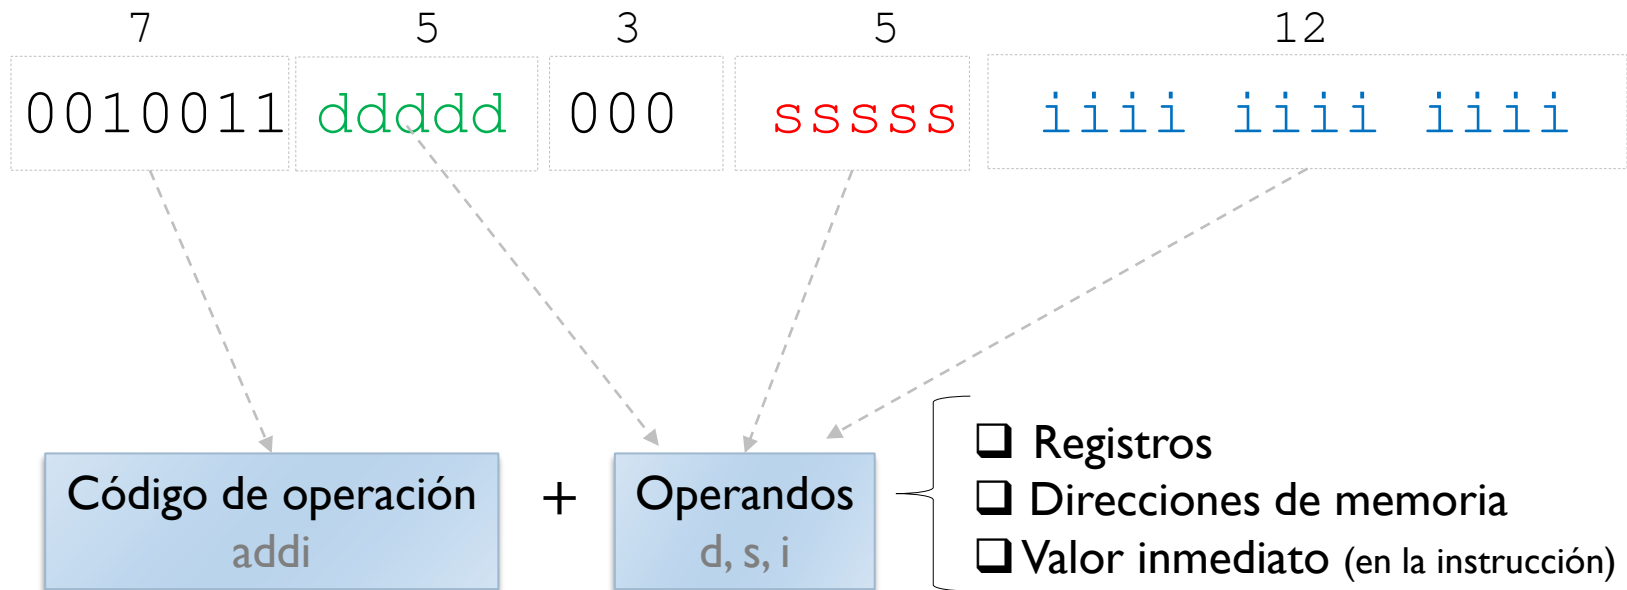 7 5 3 5 12
0010011 ddddd 000 sssss iiii iiii iiii
Código de operación + Operandos
addi d, s, i
❑ Registros
❑ Direcciones de memoria
❑ Valor inmediato (en la instrucción)